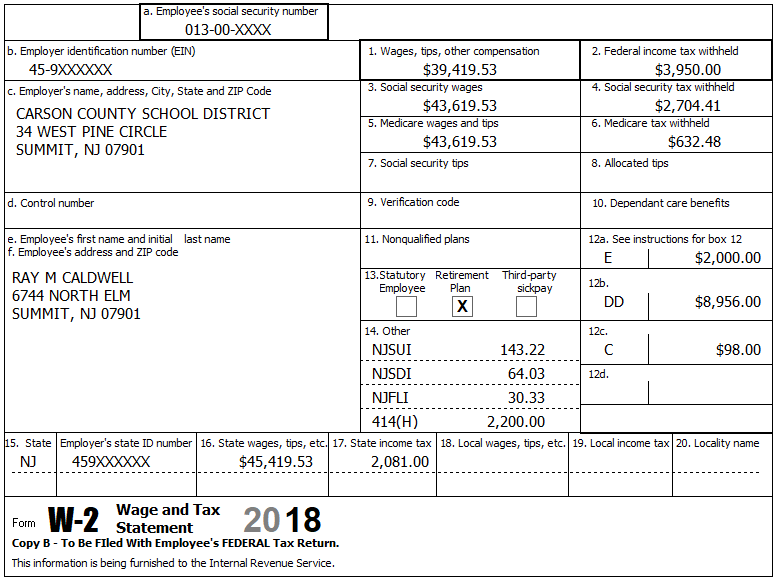 a. Employee's social security number
013-00-XXXX
b. Employer identification number (EIN)
45-9XXXXXX
1. Wages, tips, other compensation
$39,419.53
2. Federal income tax withheld
$3,950.00
c. Employer's name, address, City, State and ZIP Code
CARSON COUNTY SCHOOL DISTRICT
34 WEST PINE CIRCLE
SUMMIT, NJ 07901
3. Social security wages
$43,619.53
4. Social security tax withheld
$2,704.41
5. Medicare wages and tips
$43,619.53
6. Medicare tax withheld
$632.48
7. Social security tips
8. Allocated tips
d. Control number
9. Verification code
10. Dependant care benefits
e. Employee's first name and initial last name
f. Employee's address and ZIP code
RAY M CALDWELL
6744 NORTH ELM
SUMMIT, NJ 07901
11. Nonqualified plans
12a. See instructions for box 12
E $2,000.00
13.Statutory Employee
Retirement Plan
Third-party sickpay
X
12b.
DD $8,956.00
14. Other
NJSUI 143.22
NJSDI 64.03
NJFLI 30.33
414(H) 2,200.00
12c.
C $98.00
12d.
15. State Employer's state ID number 16. State wages, tips, etc. 17. State income tax 18. Local wages, tips, etc. 19. Local income tax 20. Locality name
NJ 459XXXXXX $45,419.53 2,081.00
Form W-2 Wage and Tax Statement 2018
Copy B - To Be FIled With Employee's FEDERAL Tax Return.
This information is being furnished to the Internal Revenue Service.